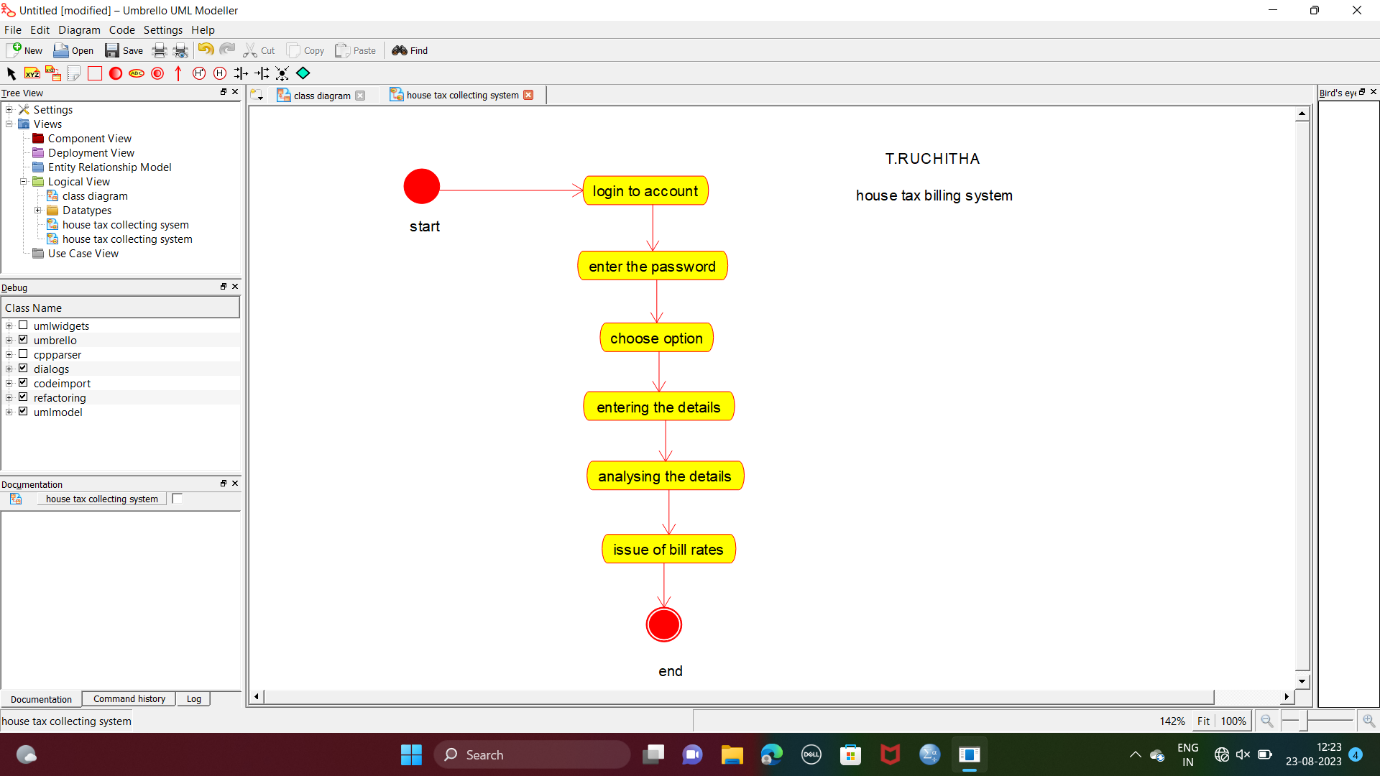 Untitled [modified] – Umbrello UML Modeller
File Edit Diagram Code Settings Help
New Open Save Cut Copy Paste Find
XYZ ABC H H
Tree View
class diagram house tax collecting system
Bird's eye
Settings
Views
Component View
Deployment View
Entity Relationship Model
Logical View
class diagram
Datatypes
house tax collecting sysem
house tax collecting system
Use Case View
Debug
Class Name
umlwidgets
umbrello
cppparser
dialogs
codeimport
refactoring
umlmodel
Documentation
house tax collecting system
Documentation Command history Log
T.RUCHITHA
house tax billing system
start
login to account
enter the password
choose option
entering the details
analysing the details
issue of bill rates
end
house tax collecting system
142% Fit 100%
Search
DELL
ENG
IN
12:23
23-08-2023
4